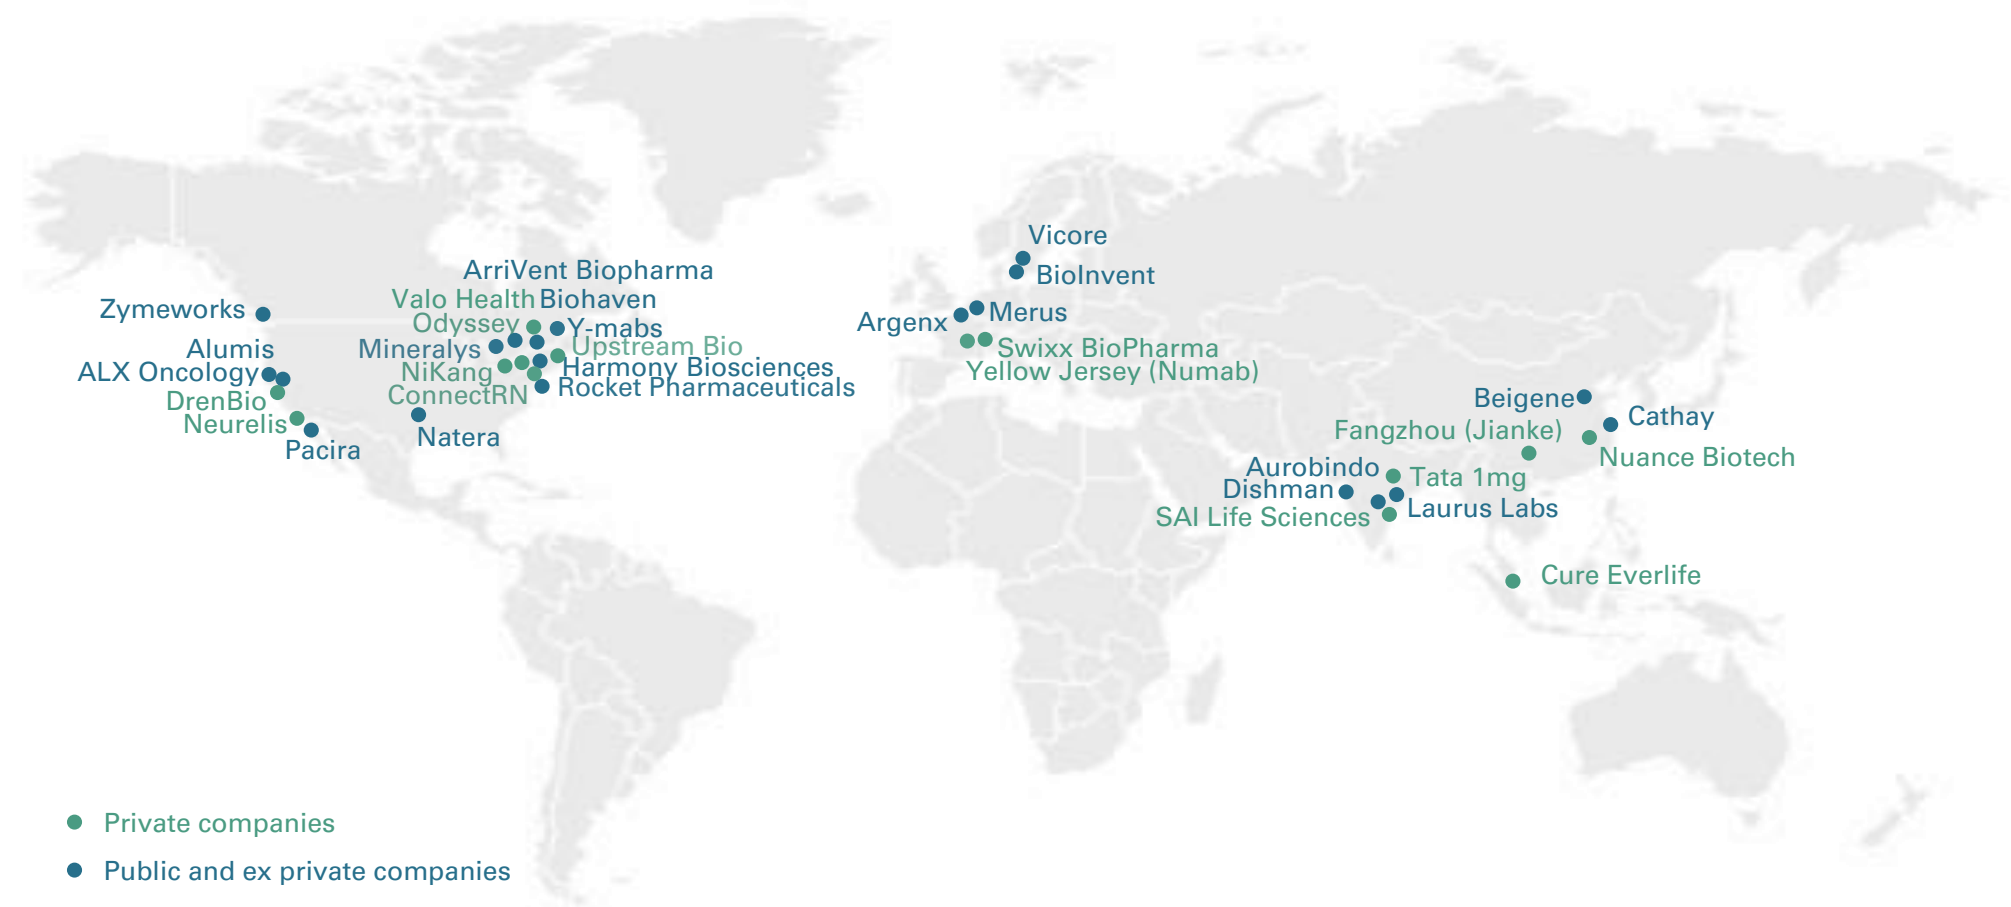 Vicore
BioInvent
ArriVent Biopharma
Valo Health
Biohaven
Zymeworks
Odyssey
Y-mabs
Argenx
Merus
Alumis
Mineralys
Upstream Bio
Swixx BioPharma
ALX Oncology
NiKang
Harmony Biosciences
Yellow Jersey (Numab)
DrenBio
ConnectRN
Rocket Pharmaceuticals
Neurelis
Pacira
Natera
Beigene
Cathay
Fangzhou (Jianke)
Nuance Biotech
Aurobindo
Tata 1mg
Dishman
Laurus Labs
SAI Life Sciences
Cure Everlife
Private companies
Public and ex private companies